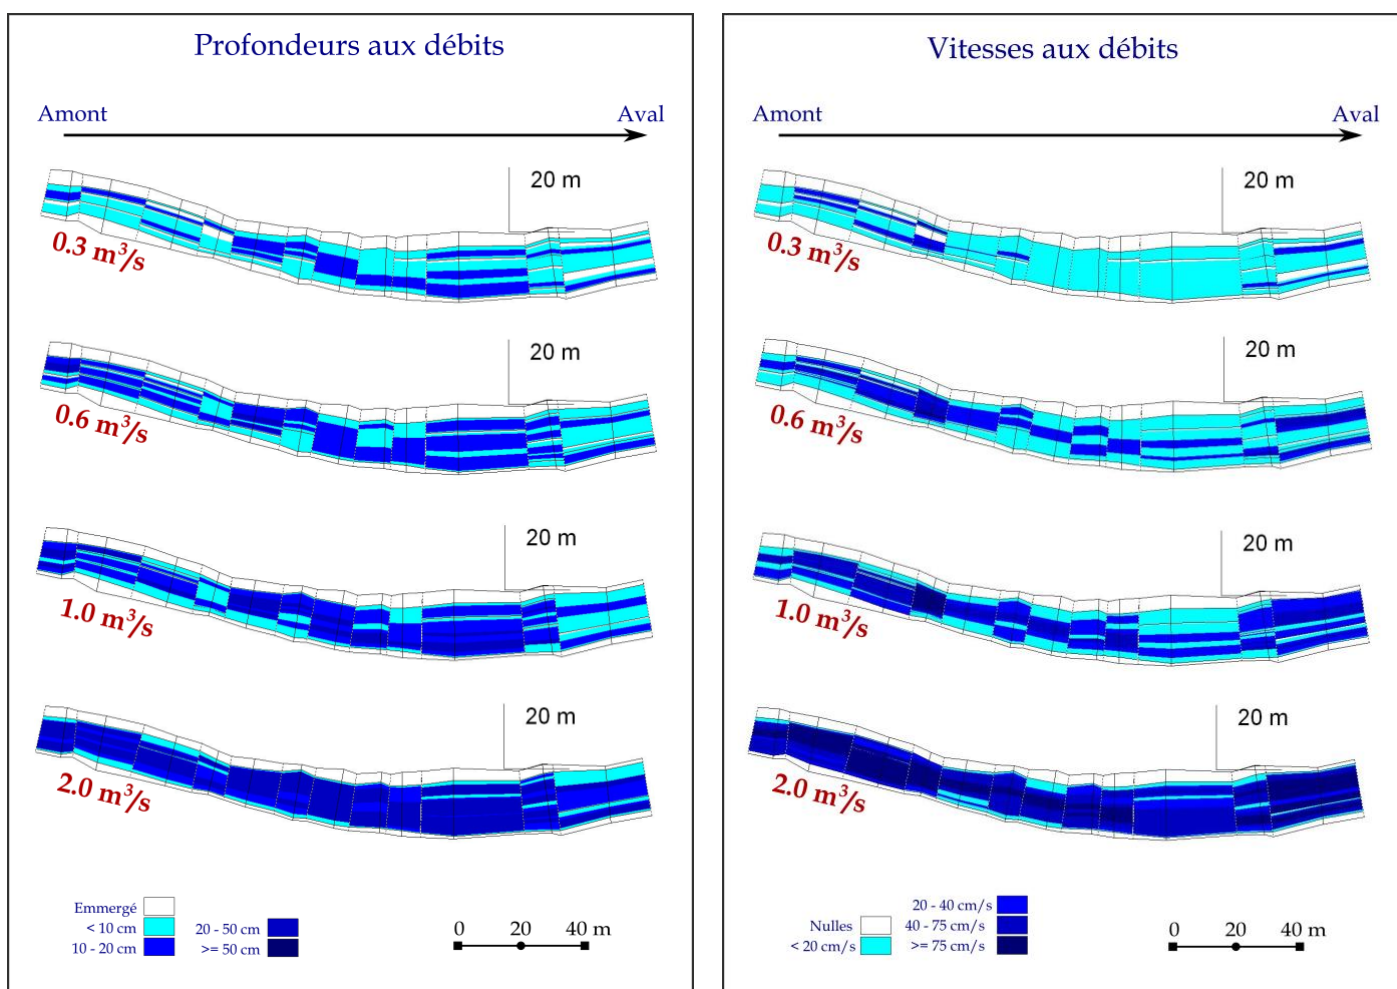 Profondeurs aux débits
Amont
Aval
20 m
0.3 m³/s
20 m
0.6 m³/s
20 m
1.0 m³/s
20 m
2.0 m³/s
Emmergé
< 10 cm
10 - 20 cm
20 - 50 cm
>= 50 cm
0 20 40 m
Vitesses aux débits
Amont
Aval
20 m
0.3 m³/s
20 m
0.6 m³/s
20 m
1.0 m³/s
20 m
2.0 m³/s
Nulles
< 20 cm/s
20 - 40 cm/s
40 - 75 cm/s
>= 75 cm/s
0 20 40 m